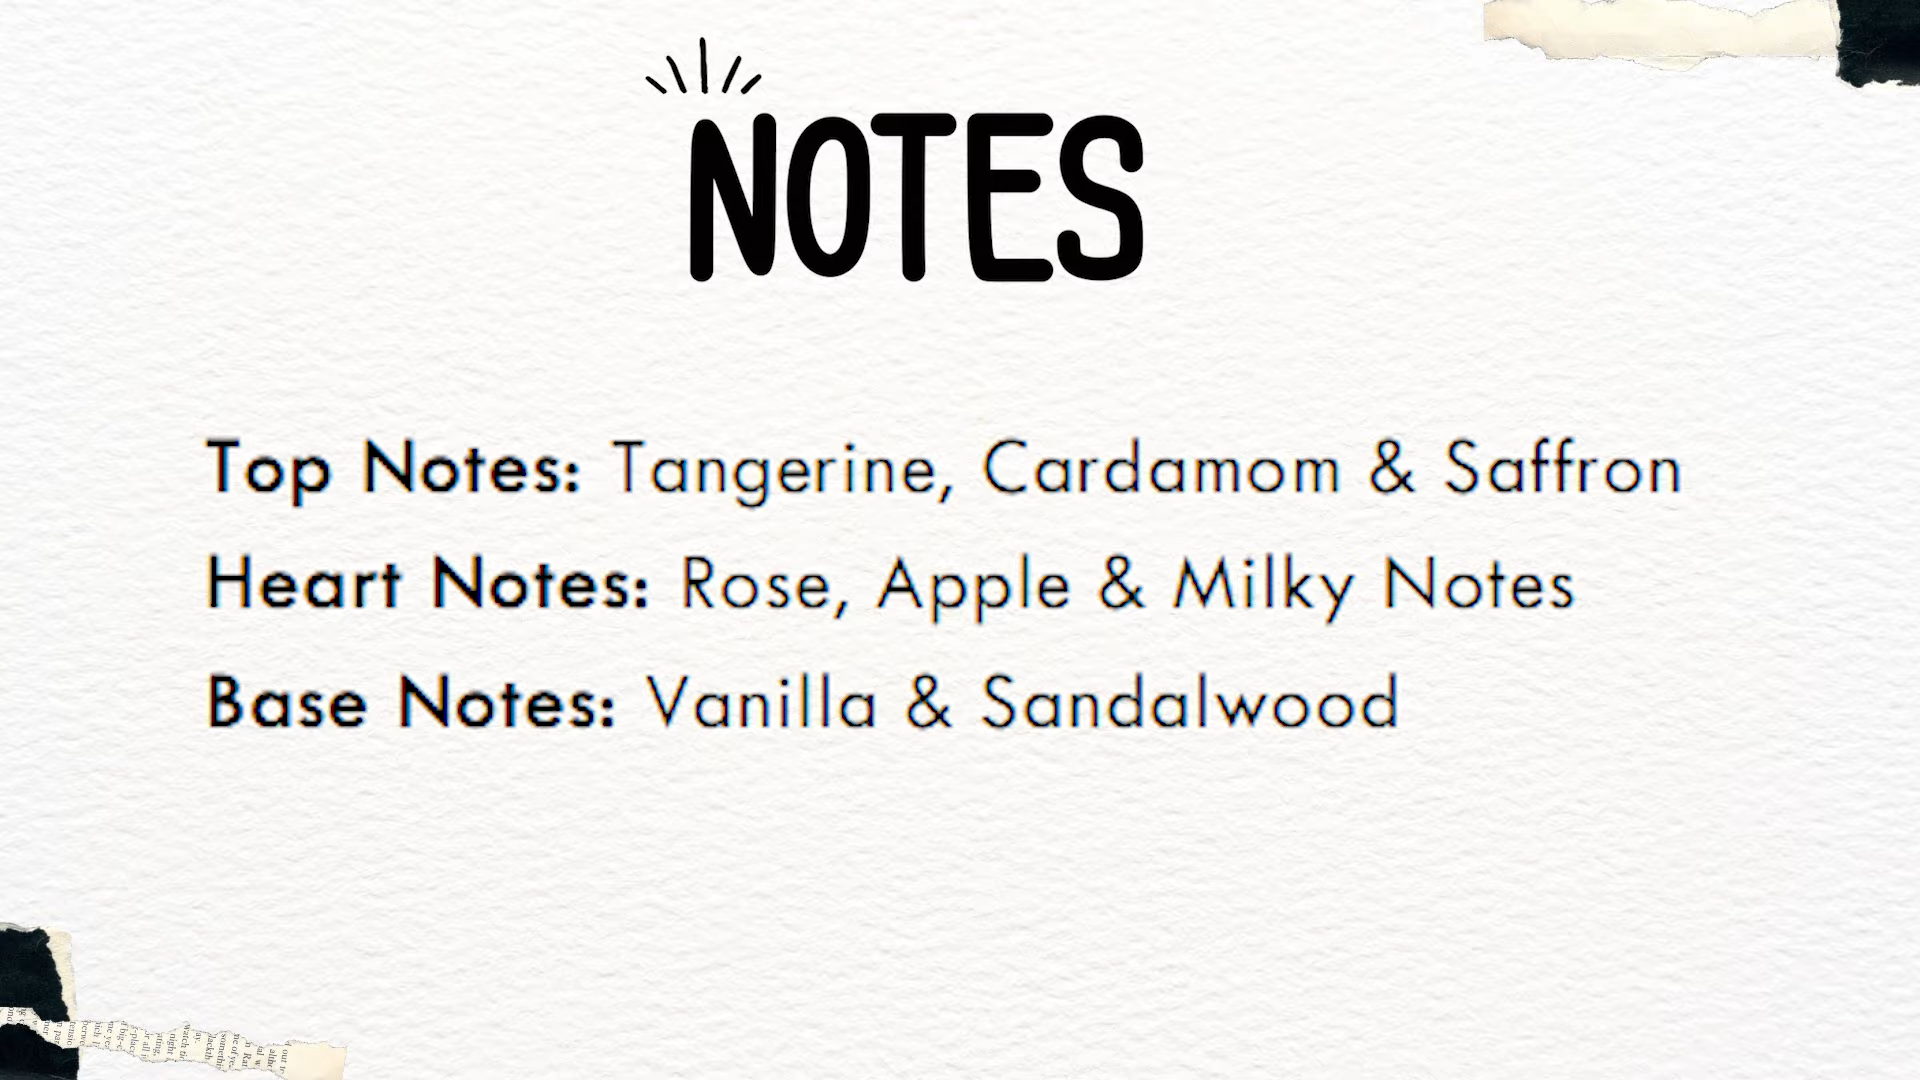 NOTES
Top Notes: Tangerine, Cardamom & Saffron
Heart Notes: Rose, Apple & Milky Notes
Base Notes: Vanilla & Sandalwood